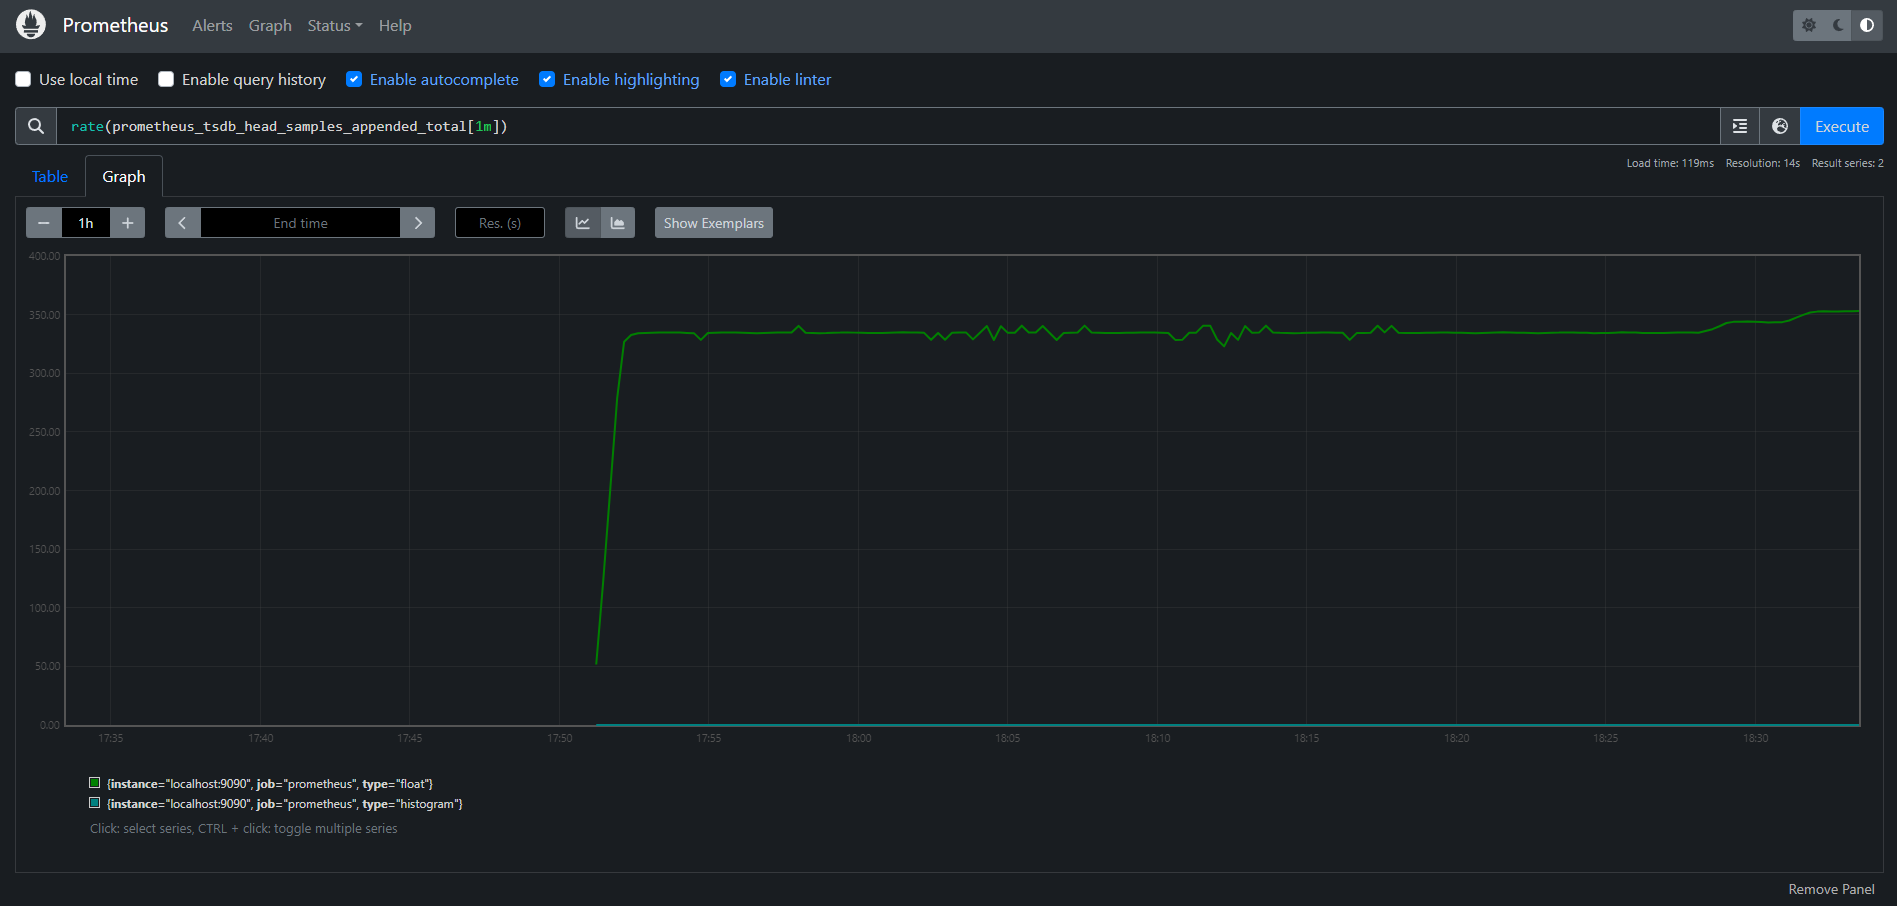 Prometheus Alerts Graph Status Help
Use local time Enable query history Enable autocomplete Enable highlighting Enable linter
rate(prometheus_tsdb_head_samples_appended_total[1m]) Execute
Load time: 119ms Resolution: 14s Result series: 2
Table Graph
1h End time Res. (s) Show Exemplars
400.00
350.00
300.00
250.00
200.00
150.00
100.00
50.00
0.00
17:35 17:40 17:45 17:50 17:55 18:00 18:05 18:10 18:15 18:20 18:25 18:30
{instance="localhost:9090", job="prometheus", type="float"}
{instance="localhost:9090", job="prometheus", type="histogram"}
Click: select series, CTRL + click: toggle multiple series
Remove Panel